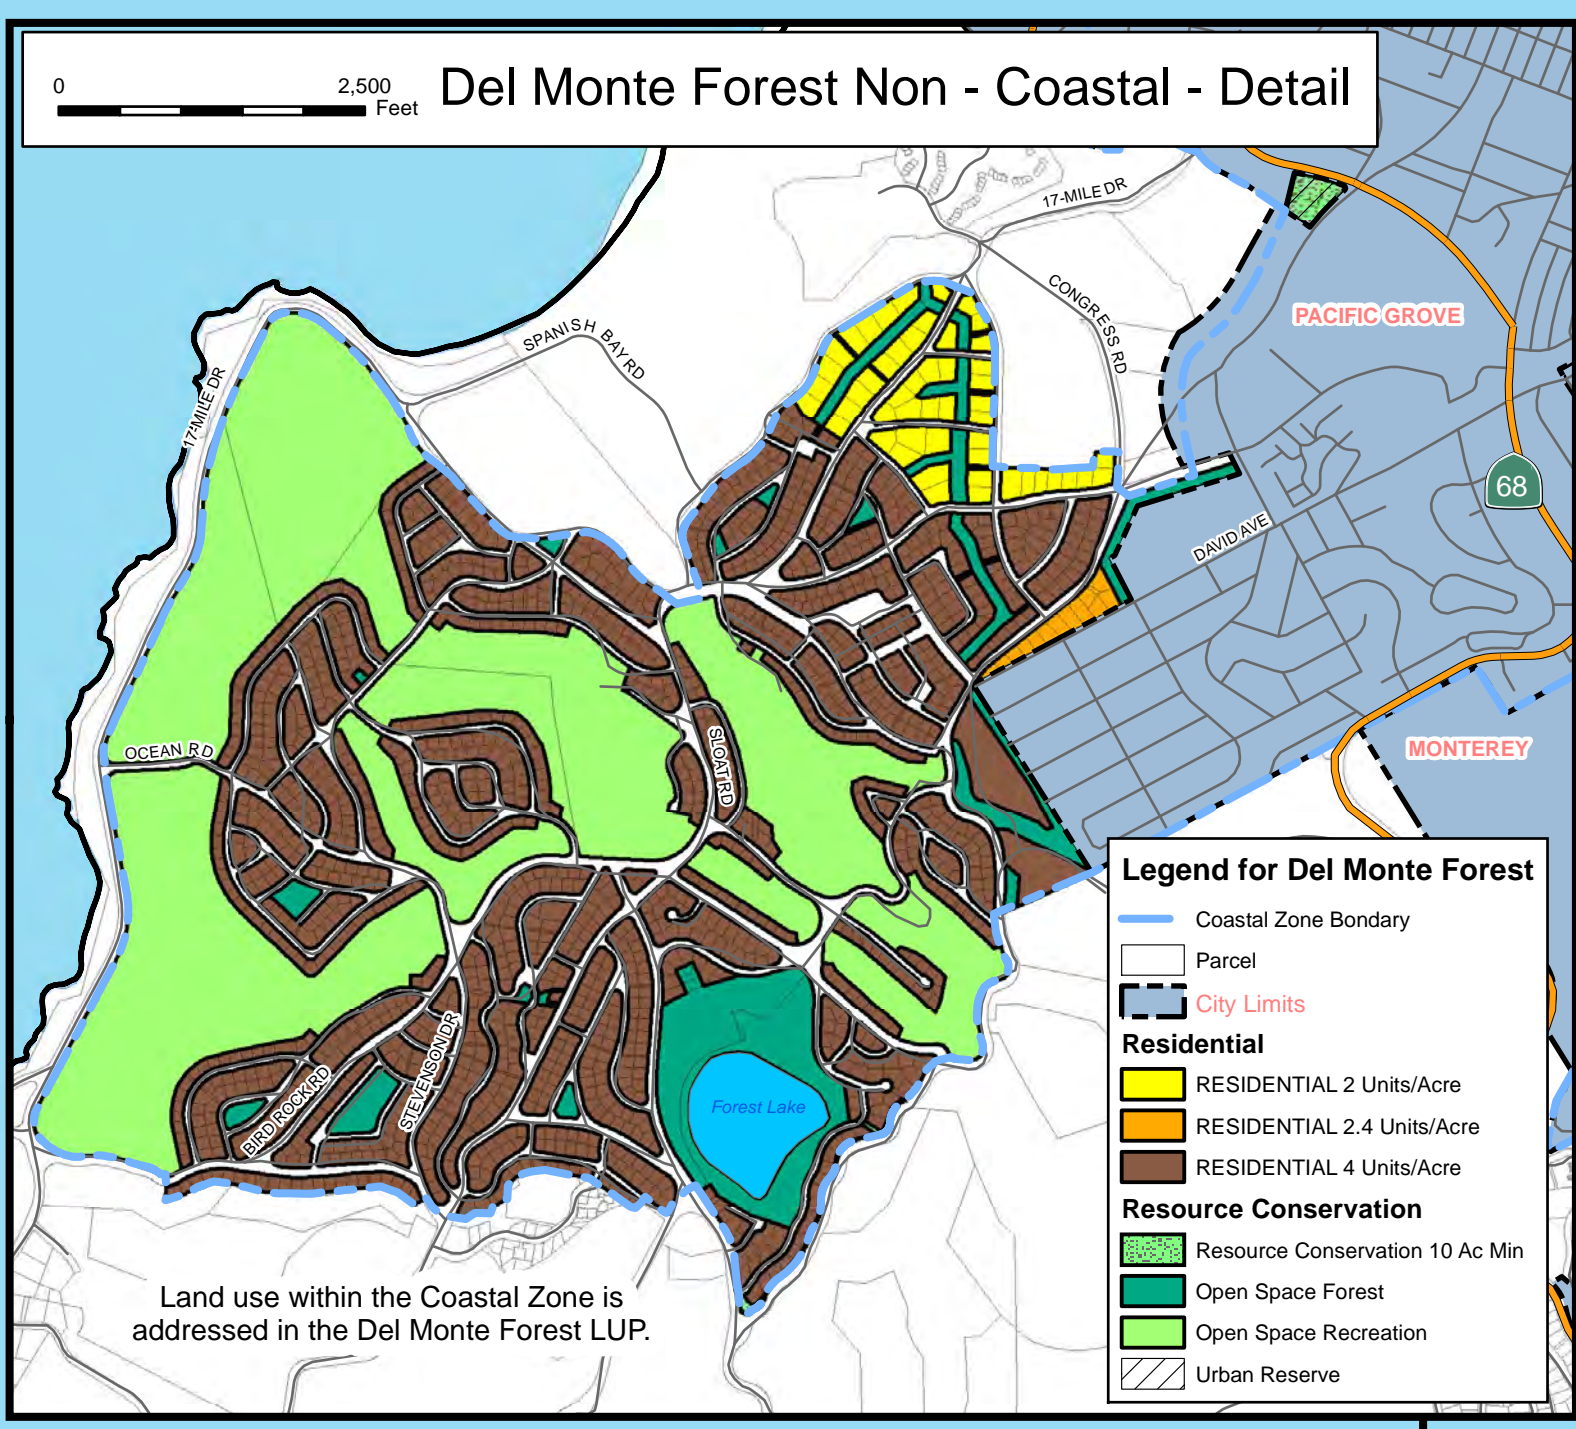 0 2,500 Feet
Del Monte Forest Non - Coastal - Detail
17-MILE DR
CONGRESS RD
PACIFIC GROVE
SPANISH BAY RD
17-MILE DR
68
DAVID AVE
OCEAN RD
SLOAT RD
MONTEREY
STEVENSON DR
BIRD ROCK RD
Forest Lake
Land use within the Coastal Zone is
addressed in the Del Monte Forest LUP.
Legend for Del Monte Forest
Coastal Zone Bondary
Parcel
City Limits
Residential
RESIDENTIAL 2 Units/Acre
RESIDENTIAL 2.4 Units/Acre
RESIDENTIAL 4 Units/Acre
Resource Conservation
Resource Conservation 10 Ac Min
Open Space Forest
Open Space Recreation
Urban Reserve